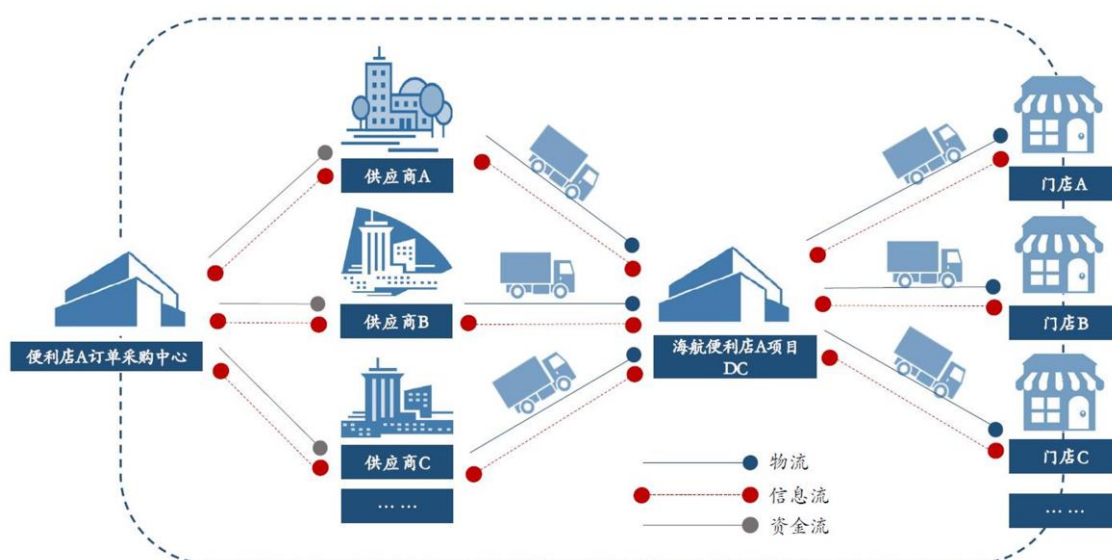 供应商A
门店A
供应商B
门店B
便利店A订单采购中心
海航便利店A项目
DC
供应商C
门店C
物流
信息流
资金流
... ...
... ...